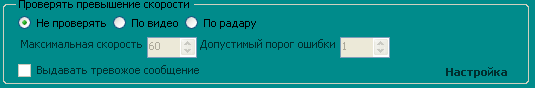 Проверять превышение скорости
Не проверять По видео По радару
Максимальная скорость 60 Допустимый порог ошибки 1
Выдавать тревожое сообщение Настройка